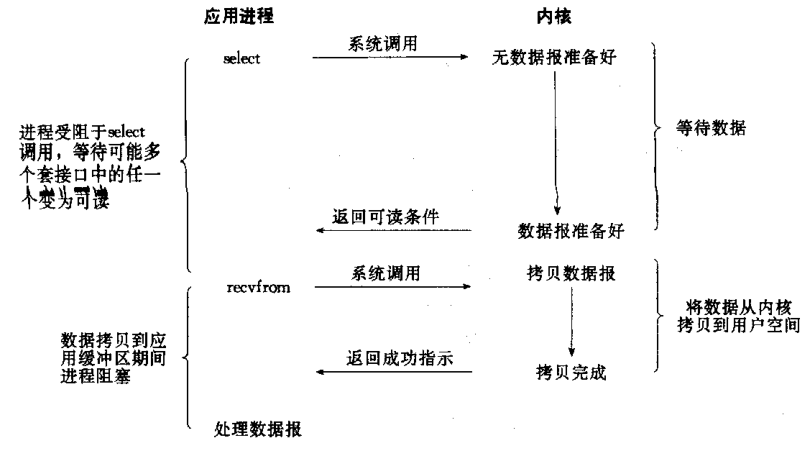 应用进程
内核
select
系统调用
无数据报准备好
进程受阻于select
调用，等待可能多
个套接口中的任一
个变为可读
等待数据
返回可读条件
数据报准备好
recvfrom
系统调用
拷贝数据报
将数据从内核
拷贝到用户空间
数据拷贝到应
用缓冲区期间
进程阻塞
返回成功指示
拷贝完成
处理数据报